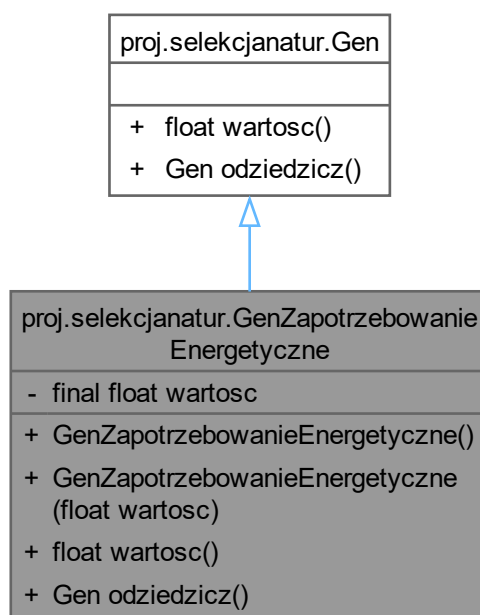 proj.selekcjanatur.Gen
+ float wartosc()
+ Gen odziedzicz()
proj.selekcjanatur.GenZapotrzebowanie
Energetyczne
- final float wartosc
+ GenZapotrzebowanieEnergetyczne()
+ GenZapotrzebowanieEnergetyczne
(float wartosc)
+ float wartosc()
+ Gen odziedzicz()